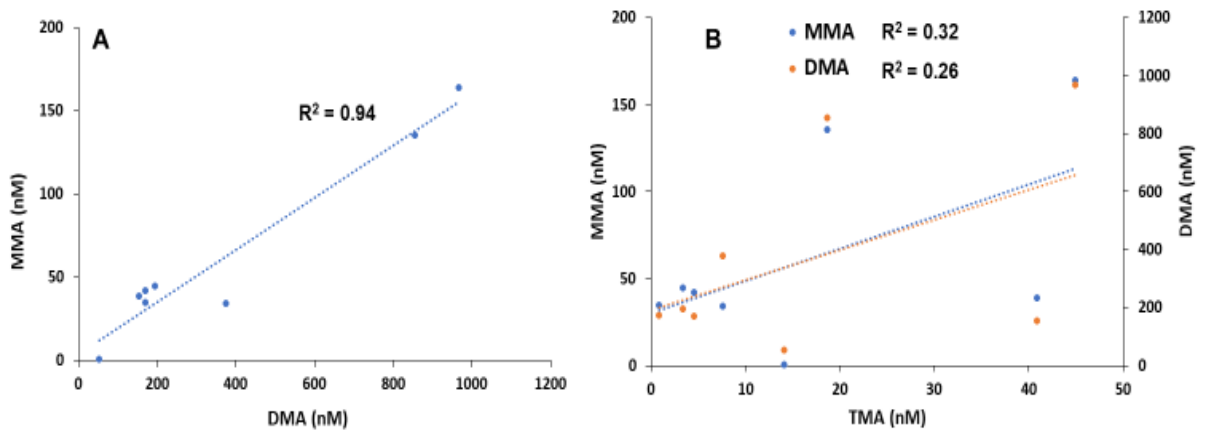 A
R² = 0.94
200
150
100
50
0
0 200 400 600 800 1000 1200
MMA (nM)
DMA (nM)
B
MMA R² = 0.32
DMA R² = 0.26
200
150
100
50
0
0 10 20 30 40 50
1200
1000
800
600
400
200
0
MMA (nM)
TMA (nM)
DMA (nM)